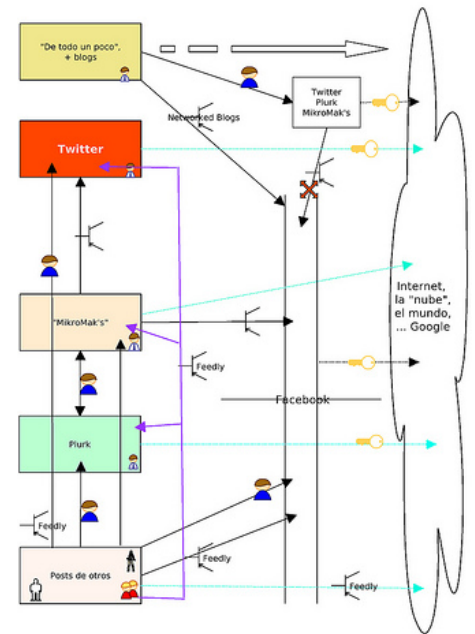 "De todo un poco",
+ blogs
Twitter
Plurk
MikroMak's
Networked Blogs
Twitter
"MikroMak's"
Internet,
la "nube",
el mundo,
... Google
Feedly
Facebook
Plurk
Feedly
Feedly
Feedly
Posts de otros